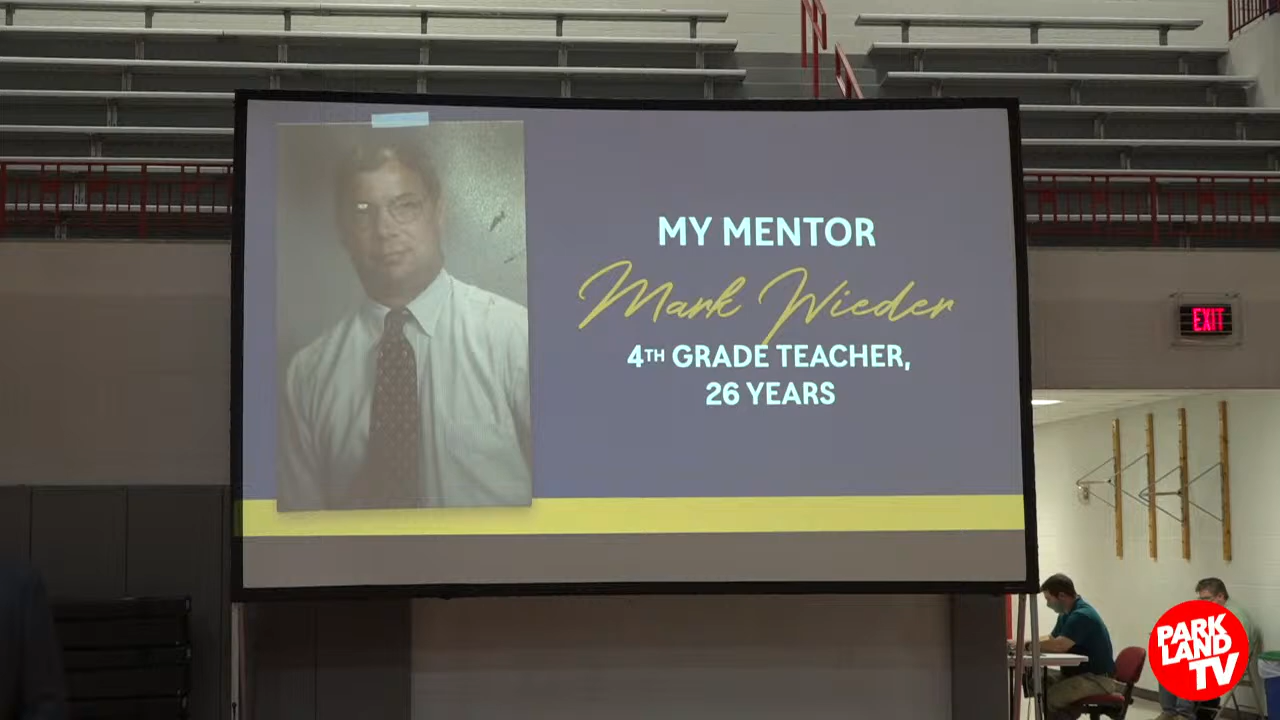 MY MENTOR
Mark Wieder
4TH GRADE TEACHER,
26 YEARS
EXIT
PARK
LAND
TV